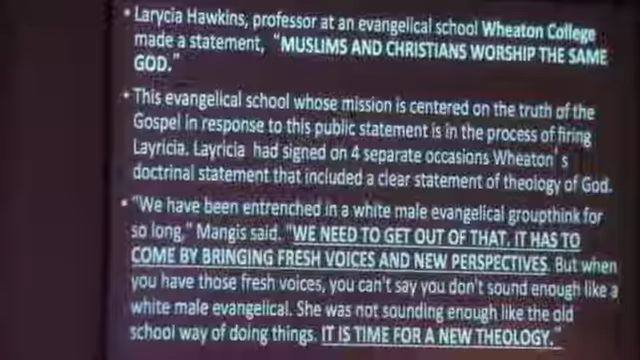 • Larycia Hawkins, professor at an evangelical school Wheaton College
made a statement, "MUSLIMS AND CHRISTIANS WORSHIP THE SAME
GOD."
• This evangelical school whose mission is centered on the truth of the
Gospel in response to this public statement is in the process of firing
Layricia. Layricia had signed on 4 separate occasions Wheaton's
doctrinal statement that included a clear statement of theology of God.
• "We have been entrenched in a white male evangelical groupthink for
so long," Mangis said. "WE NEED TO GET OUT OF THAT. IT HAS TO
COME BY BRINGING FRESH VOICES AND NEW PERSPECTIVES. But when
you have those fresh voices, you can't say you don't sound enough like a
white male evangelical. She was not sounding enough like the old
school way of doing things. IT IS TIME FOR A NEW THEOLOGY."